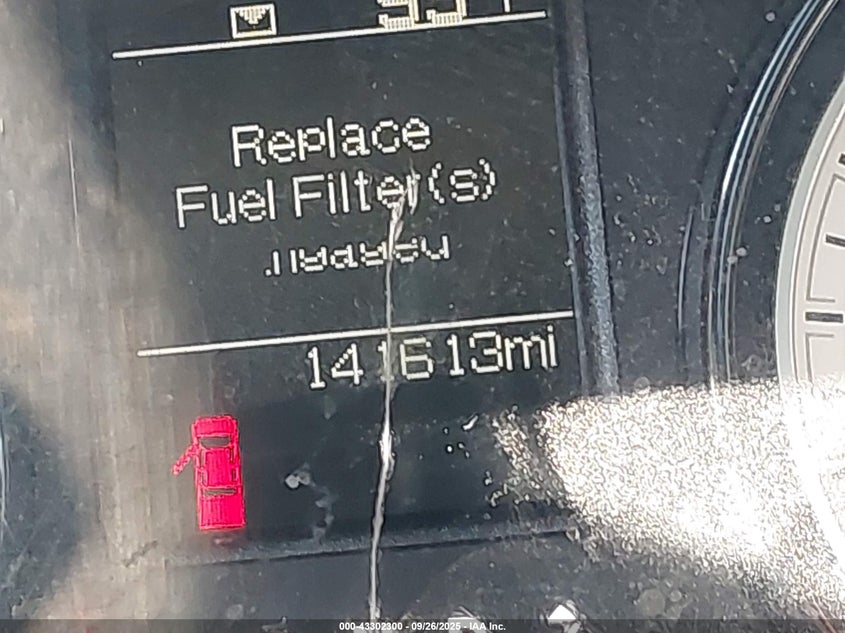 Replace
Fuel Filter(s)
141613mi
000-43302300 - 09/26/2025 - IAA Inc.